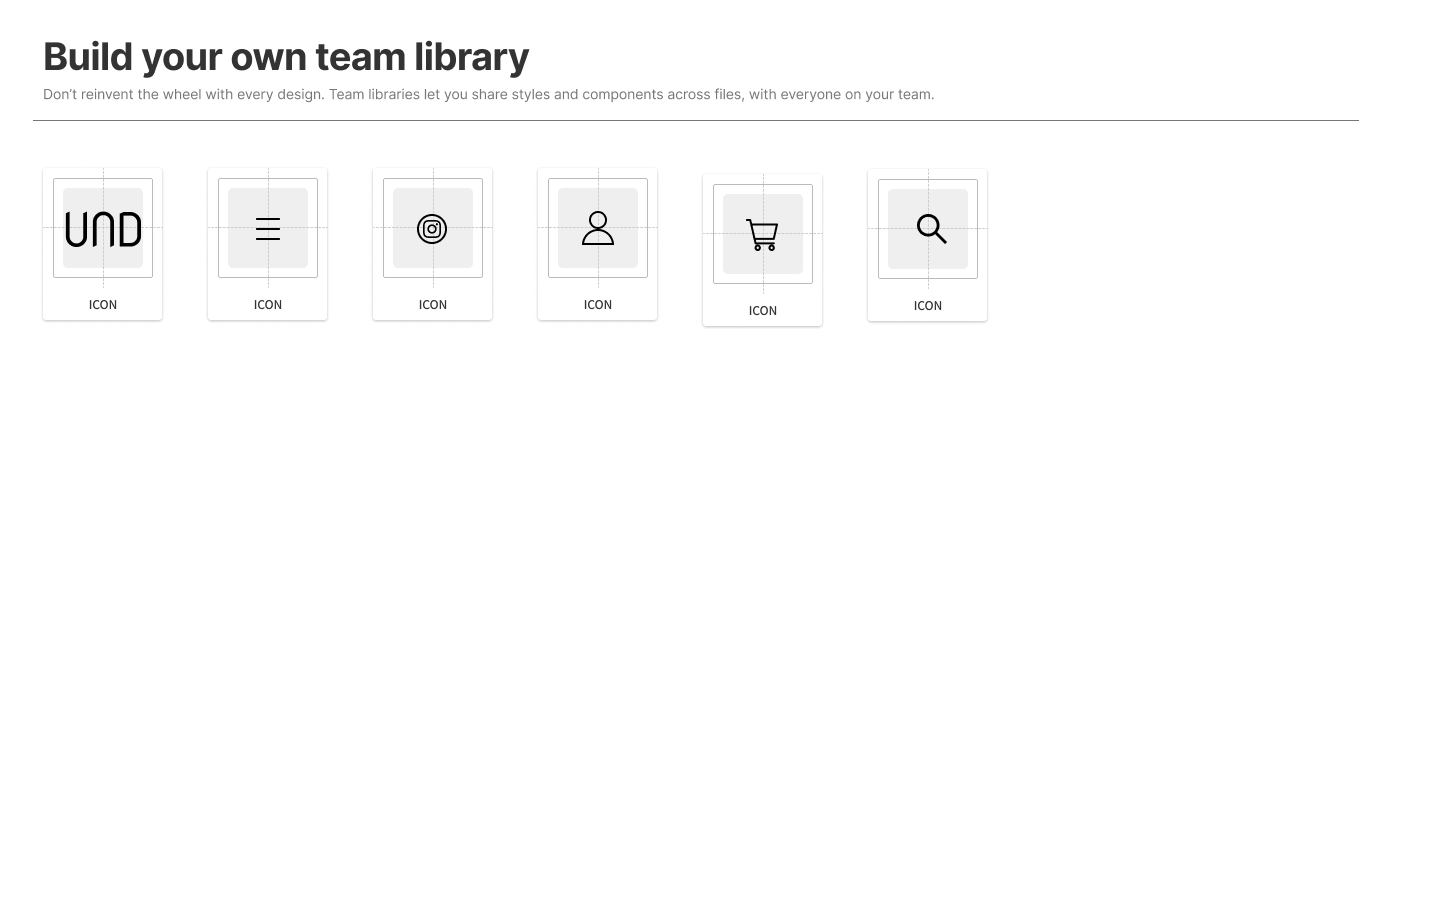 Build your own team library
Don't reinvent the wheel with every design. Team libraries let you share styles and components across files, with everyone on your team.
UND
ICON
ICON
ICON
ICON
ICON
ICON